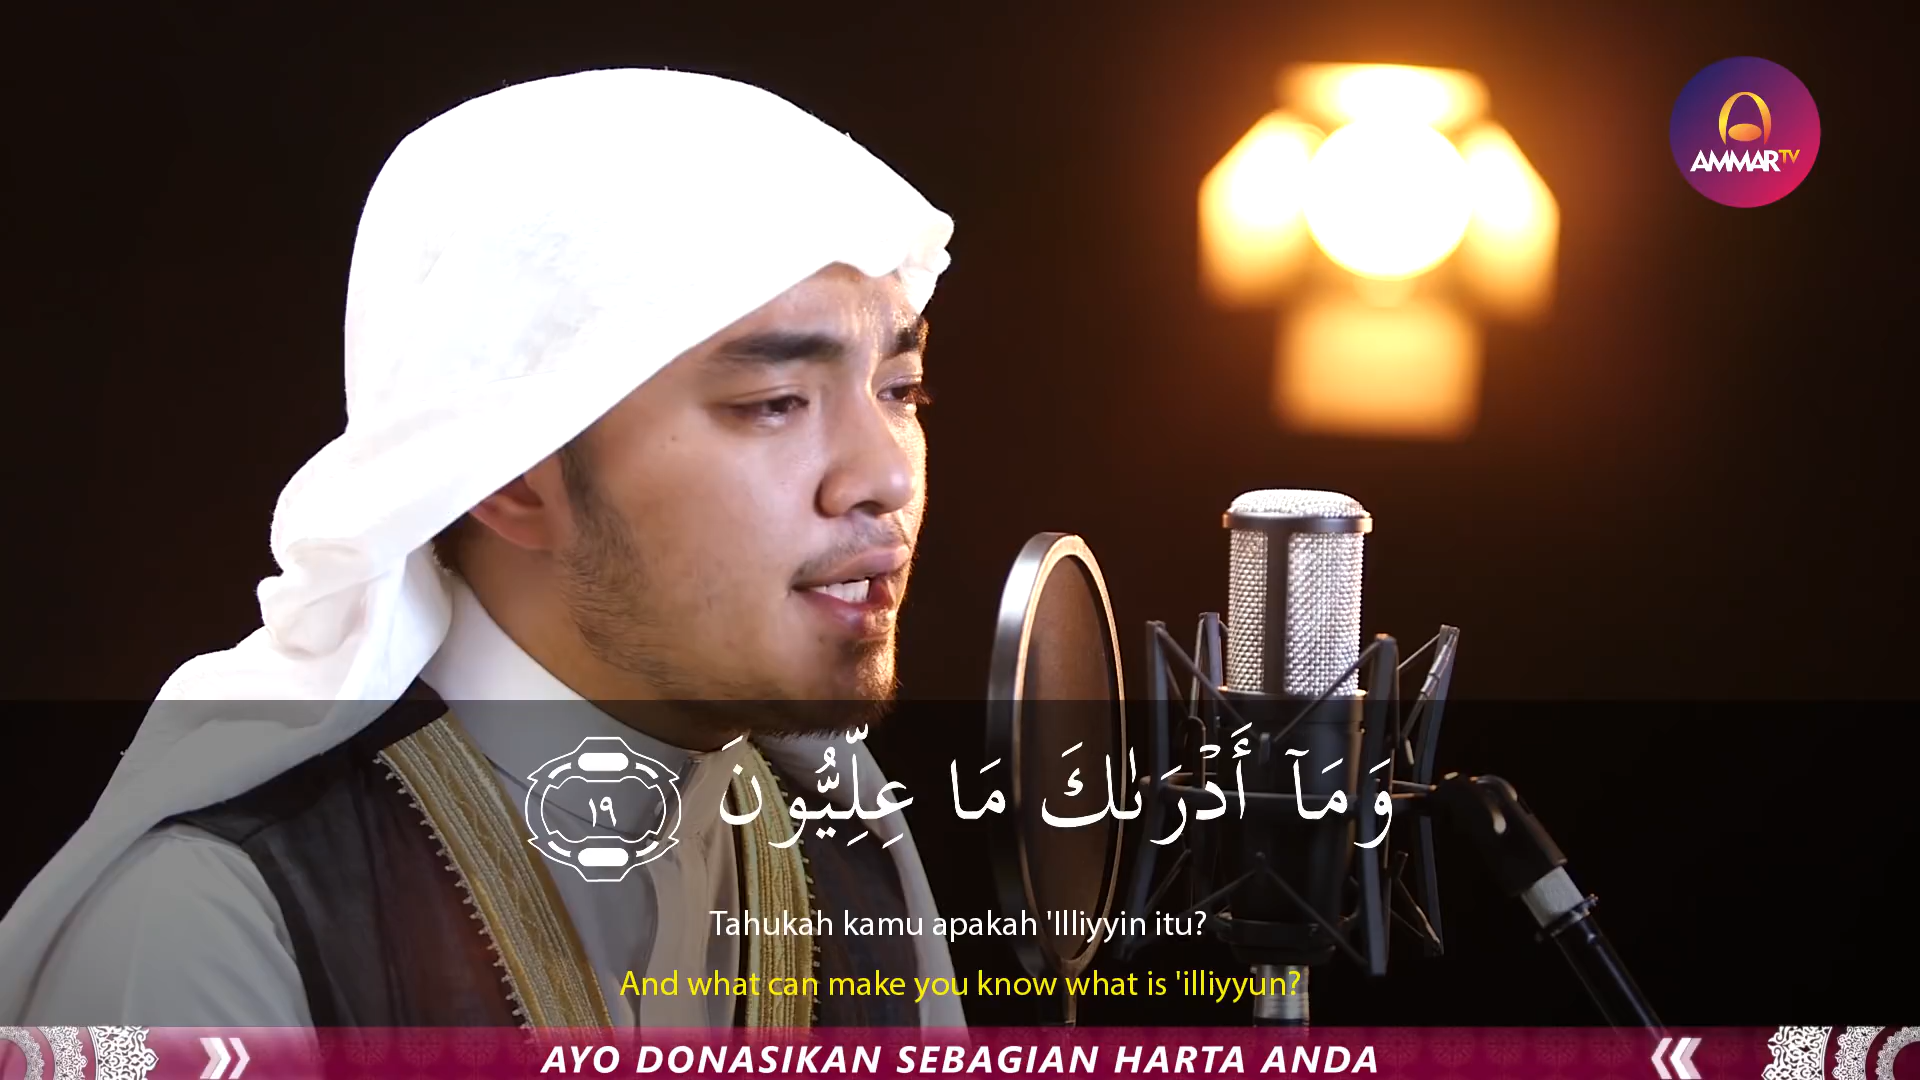 AMMAR TV
وَمَآ أَدْرَىٰكَ مَا عِلِّيُّونَ ١٩
Tahukah kamu apakah 'Illiyyin itu?
And what can make you know what is 'illiyyun?
AYO DONASIKAN SEBAGIAN HARTA ANDA